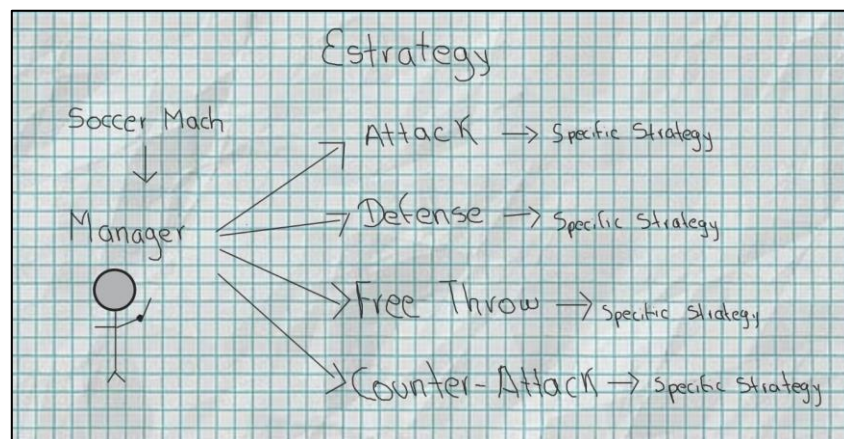 Estrategy
Soccer Mach
Manager
Attack → Specific Strategy
Defense → Specific Strategy
Free Throw → Specific Strategy
Counter-Attack → Specific Strategy